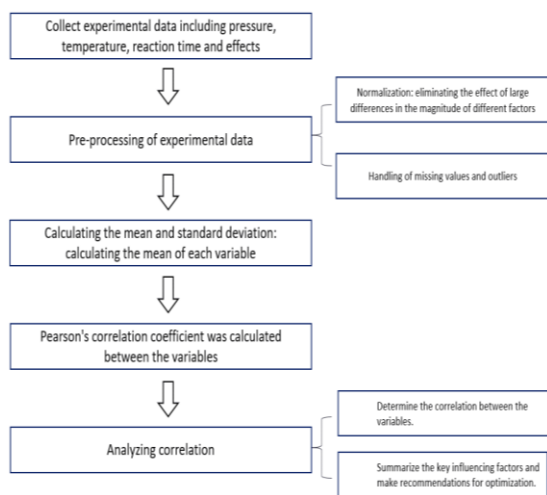 Collect experimental data including pressure,
temperature, reaction time and effects
Normalization: eliminating the effect of large
differences in the magnitude of different factors
Pre-processing of experimental data
Handling of missing values and outliers
Calculating the mean and standard deviation:
calculating the mean of each variable
Pearson's correlation coefficient was calculated
between the variables
Determine the correlation between the
variables.
Analyzing correlation
Summarize the key influencing factors and
make recommendations for optimization.